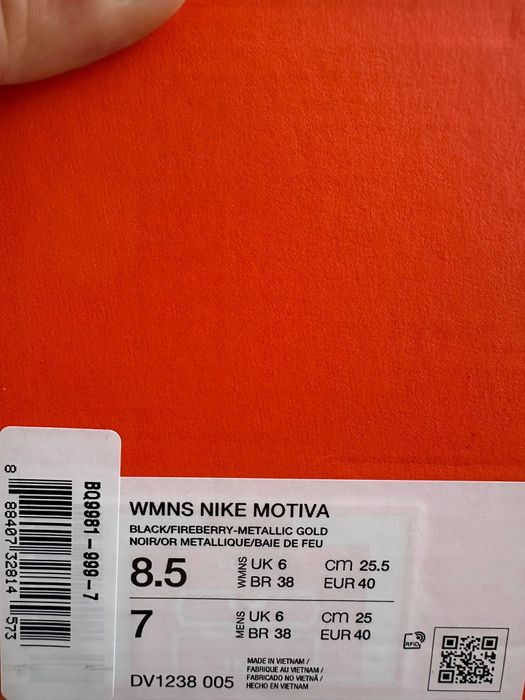 8 88407 32814 573
BQ9981-999-7
WMNS NIKE MOTIVA
BLACK/FIREBERRY-METALLIC GOLD
NOIR/OR METALLIQUE/BAIE DE FEU
8.5 WMNS UK 6 CM 25.5
BR 38 EUR 40
7 MENS UK 6 CM 25
BR 38 EUR 40
DV1238 005
MADE IN VIETNAM /
FABRIQUE AU VIETNAM /
FABRICADO NO VIETNÃ /
HECHO EN VIETNAM
RFID